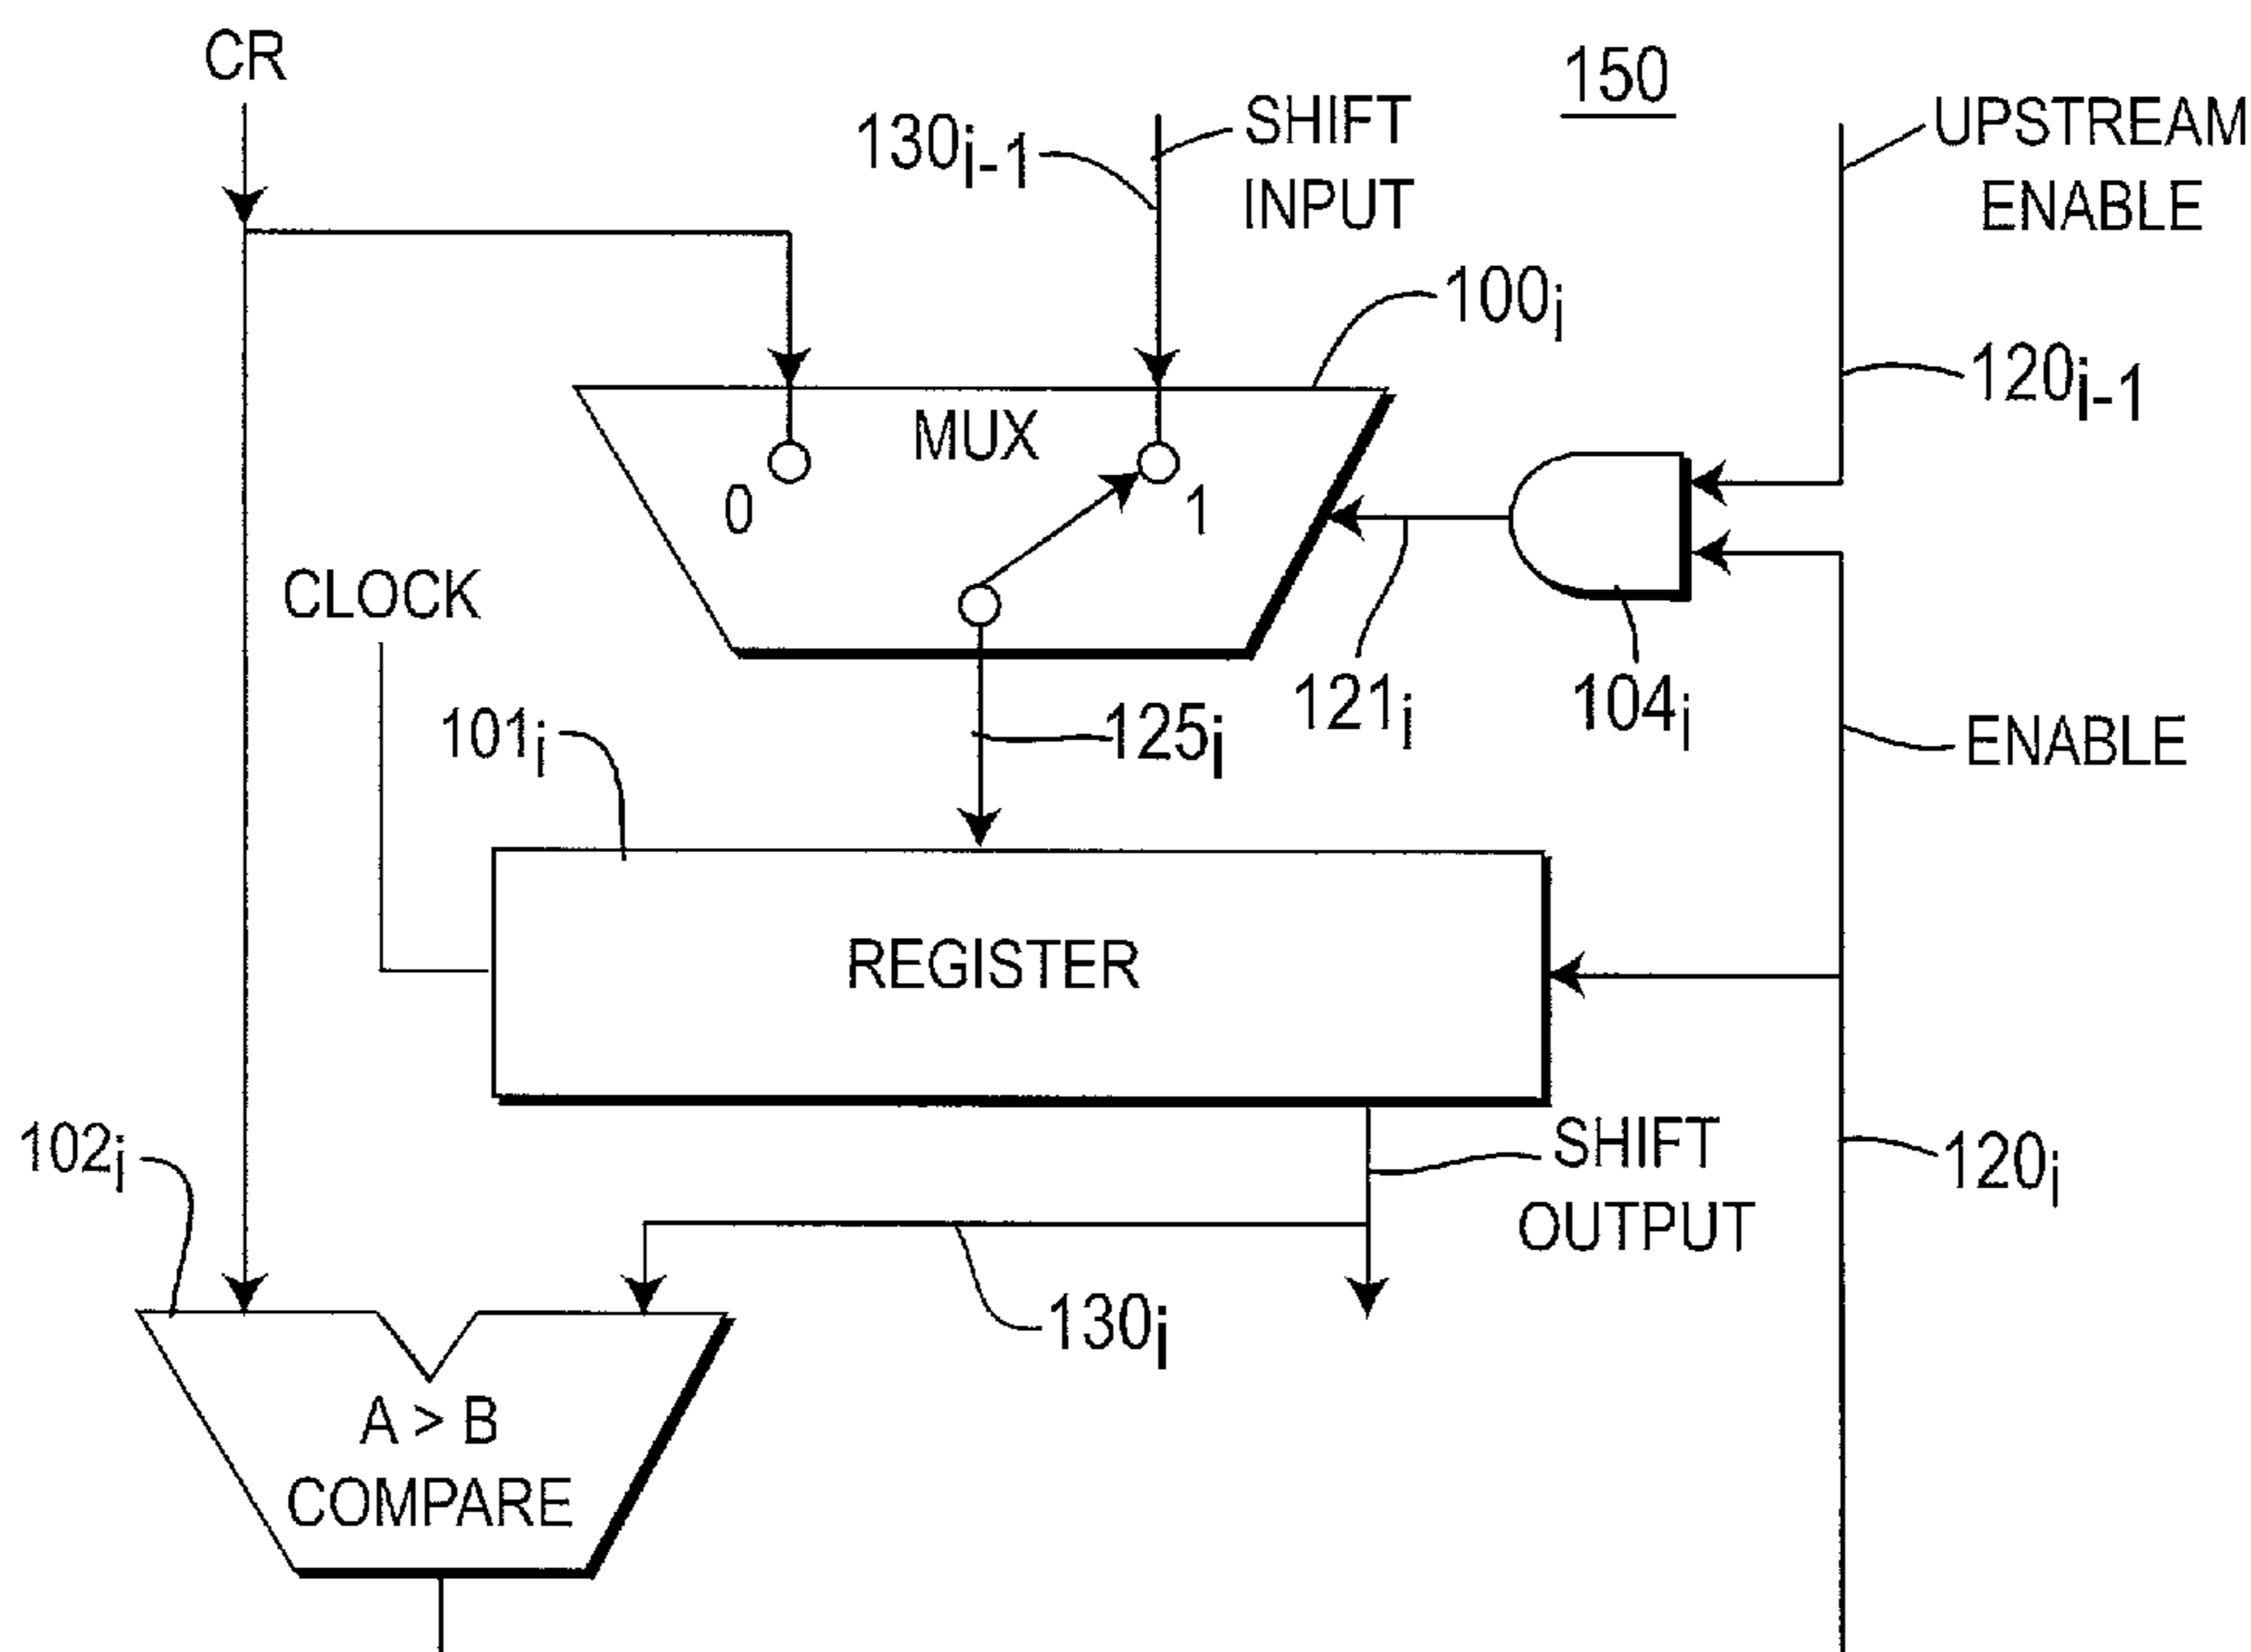 CR
150
SHIFT
INPUT
130i-1
UPSTREAM
ENABLE
100i
120i-1
MUX
0
1
CLOCK
121i
104i
101i
125i
ENABLE
REGISTER
102i
SHIFT
OUTPUT
120i
130i
A > B
COMPARE